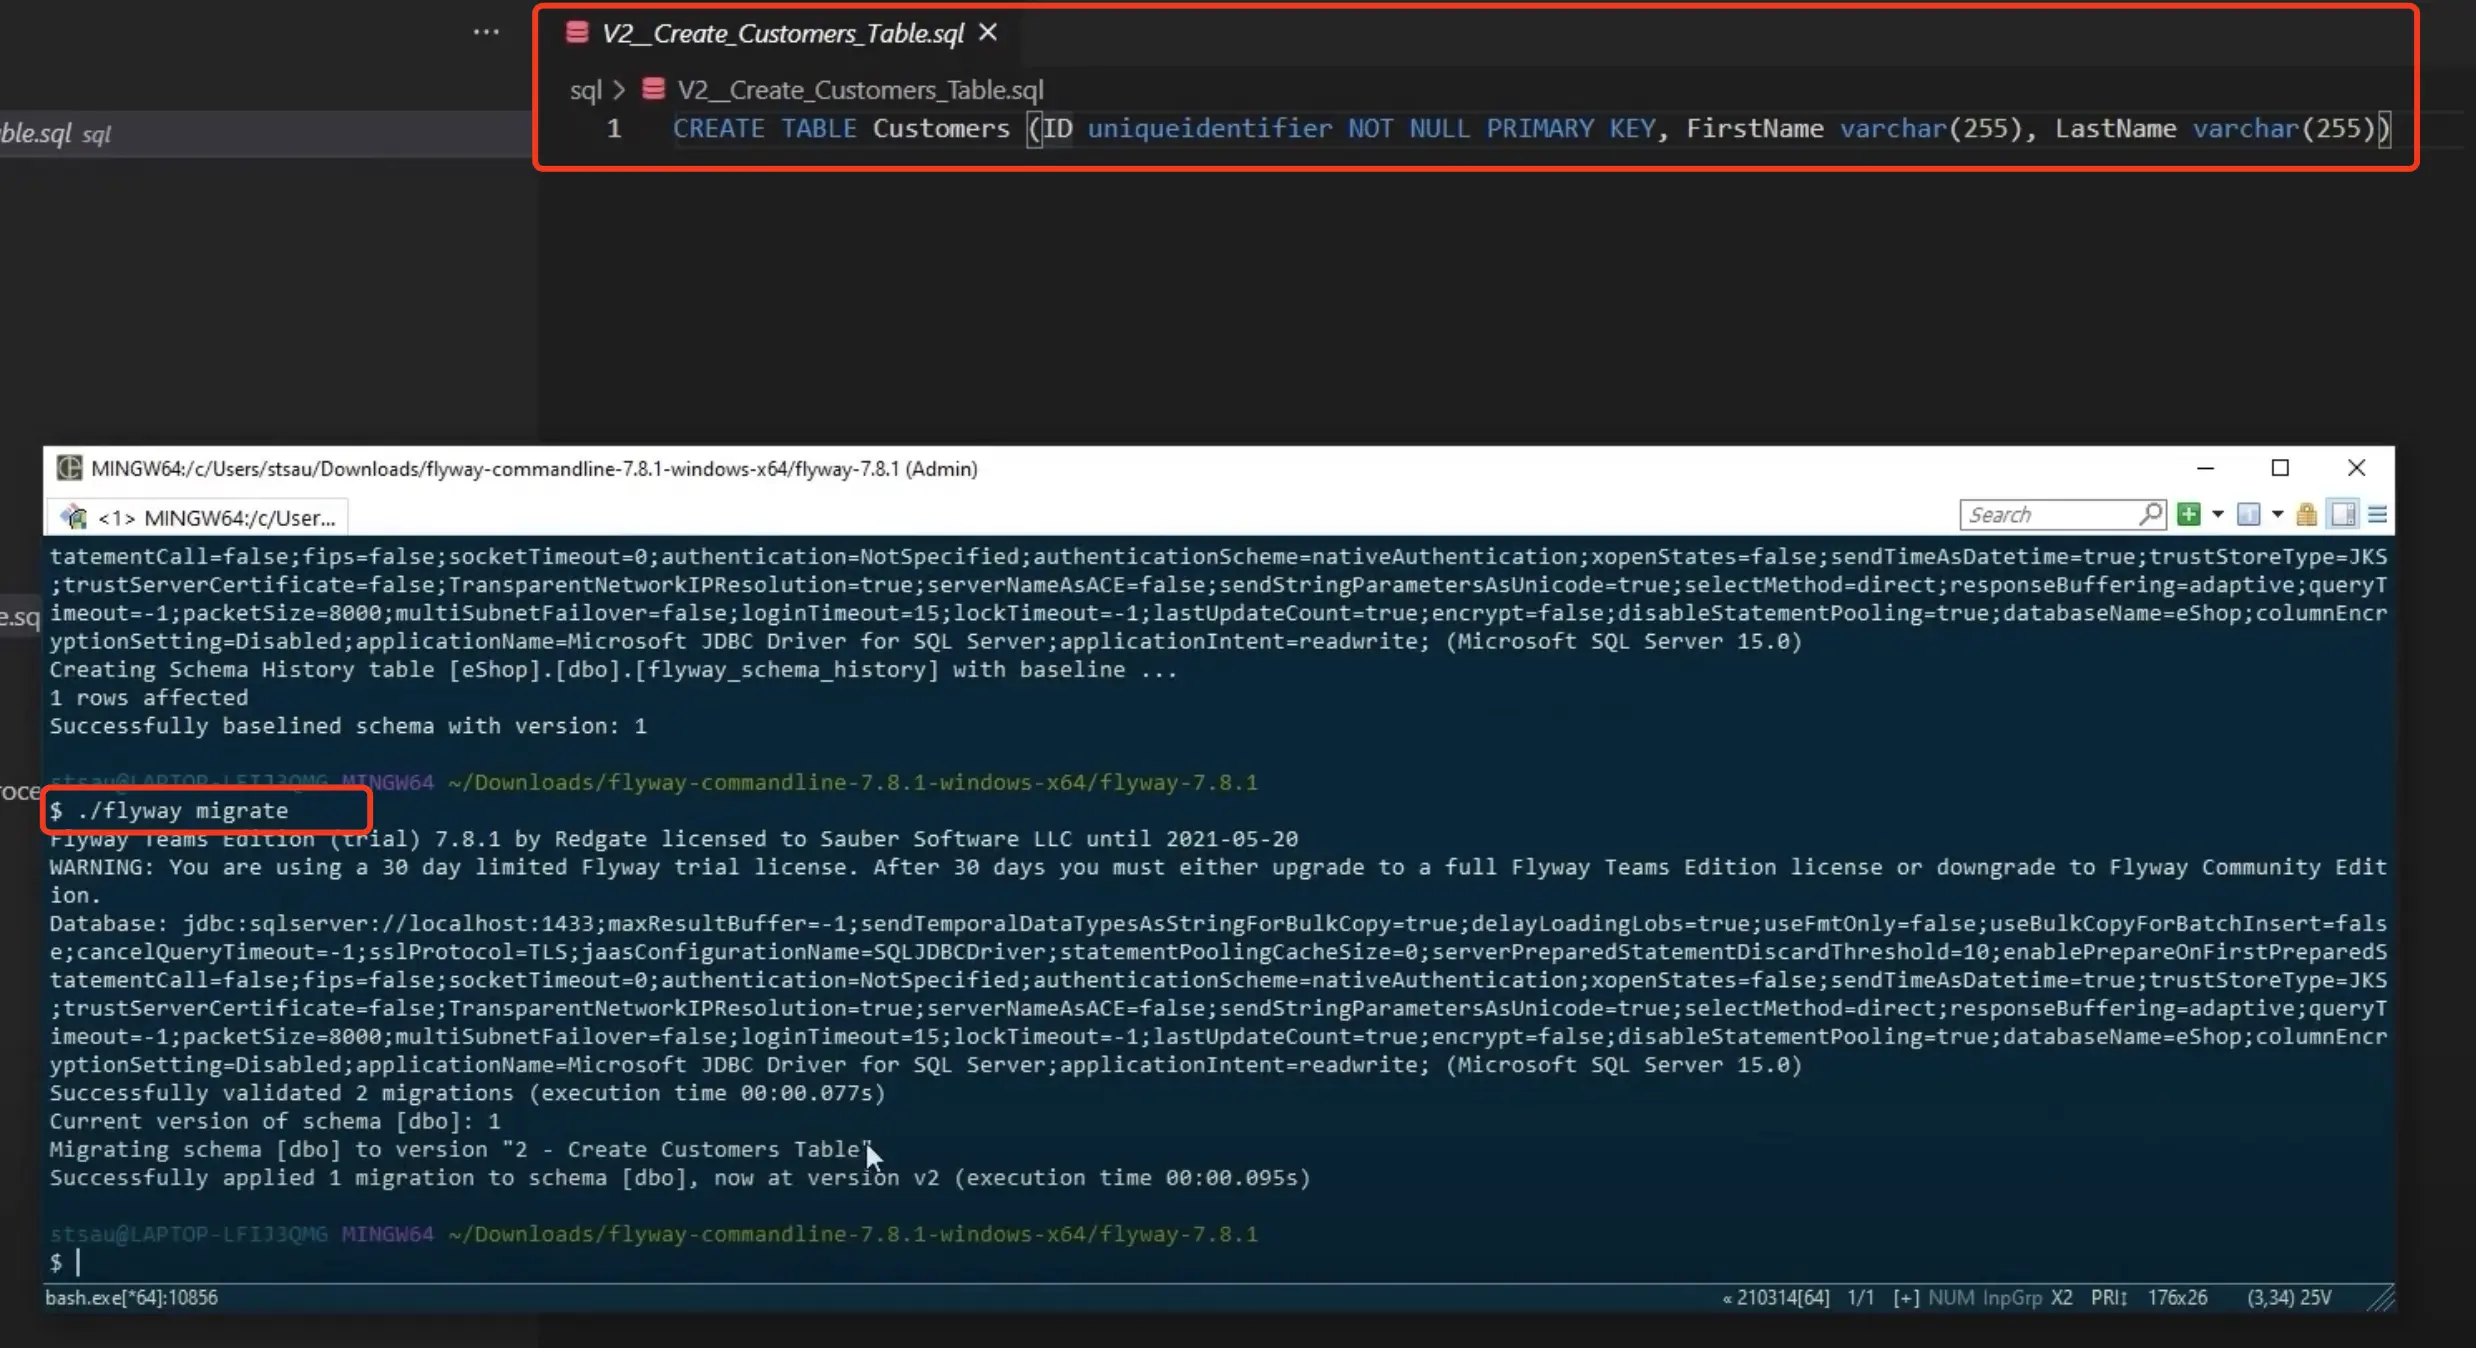 V2__Create_Customers_Table.sql
sql > V2__Create_Customers_Table.sql
ble.sql sql
1 CREATE TABLE Customers (ID uniqueidentifier NOT NULL PRIMARY KEY, FirstName varchar(255), LastName varchar(255))
MINGW64:/c/Users/stsau/Downloads/flyway-commandline-7.8.1-windows-x64/flyway-7.8.1 (Admin)
<1> MINGW64:/c/User...
Search
tatementCall=false;fips=false;socketTimeout=0;authentication=NotSpecified;authenticationScheme=nativeAuthentication;xopenStates=false;sendTimeAsDatetime=true;trustStoreType=JKS
;trustServerCertificate=false;TransparentNetworkIPResolution=true;serverNameAsACE=false;sendStringParametersAsUnicode=true;selectMethod=direct;responseBuffering=adaptive;queryT
e.sq
imeout=-1;packetSize=8000;multiSubnetFailover=false;loginTimeout=15;lockTimeout=-1;lastUpdateCount=true;encrypt=false;disableStatementPooling=true;databaseName=eShop;columnEncr
yptionSetting=Disabled;applicationName=Microsoft JDBC Driver for SQL Server;applicationIntent=readwrite; (Microsoft SQL Server 15.0)
Creating Schema History table [eShop].[dbo].[flyway_schema_history] with baseline ...
1 rows affected
Successfully baselined schema with version: 1
stsau@LAPTOP-LFIJ3QMG MINGW64 ~/Downloads/flyway-commandline-7.8.1-windows-x64/flyway-7.8.1
oce
$ ./flyway migrate
Flyway Teams Edition (trial) 7.8.1 by Redgate licensed to Sauber Software LLC until 2021-05-20
WARNING: You are using a 30 day limited Flyway trial license. After 30 days you must either upgrade to a full Flyway Teams Edition license or downgrade to Flyway Community Edit
ion.
Database: jdbc:sqlserver://localhost:1433;maxResultBuffer=-1;sendTemporalDataTypesAsStringForBulkCopy=true;delayLoadingLobs=true;useFmtOnly=false;useBulkCopyForBatchInsert=fals
e;cancelQueryTimeout=-1;sslProtocol=TLS;jaasConfigurationName=SQLJDBCDriver;statementPoolingCacheSize=0;serverPreparedStatementDiscardThreshold=10;enablePrepareOnFirstPreparedS
tatementCall=false;fips=false;socketTimeout=0;authentication=NotSpecified;authenticationScheme=nativeAuthentication;xopenStates=false;sendTimeAsDatetime=true;trustStoreType=JKS
;trustServerCertificate=false;TransparentNetworkIPResolution=true;serverNameAsACE=false;sendStringParametersAsUnicode=true;selectMethod=direct;responseBuffering=adaptive;queryT
imeout=-1;packetSize=8000;multiSubnetFailover=false;loginTimeout=15;lockTimeout=-1;lastUpdateCount=true;encrypt=false;disableStatementPooling=true;databaseName=eShop;columnEncr
yptionSetting=Disabled;applicationName=Microsoft JDBC Driver for SQL Server;applicationIntent=readwrite; (Microsoft SQL Server 15.0)
Successfully validated 2 migrations (execution time 00:00.077s)
Current version of schema [dbo]: 1
Migrating schema [dbo] to version "2 - Create Customers Table"
Successfully applied 1 migration to schema [dbo], now at version v2 (execution time 00:00.095s)
stsau@LAPTOP-LFIJ3QMG MINGW64 ~/Downloads/flyway-commandline-7.8.1-windows-x64/flyway-7.8.1
$
bash.exe[*64]:10856
« 210314[64] 1/1 [+] NUM InpGrp X2 PRI↕ 176x26 (3,34) 25V